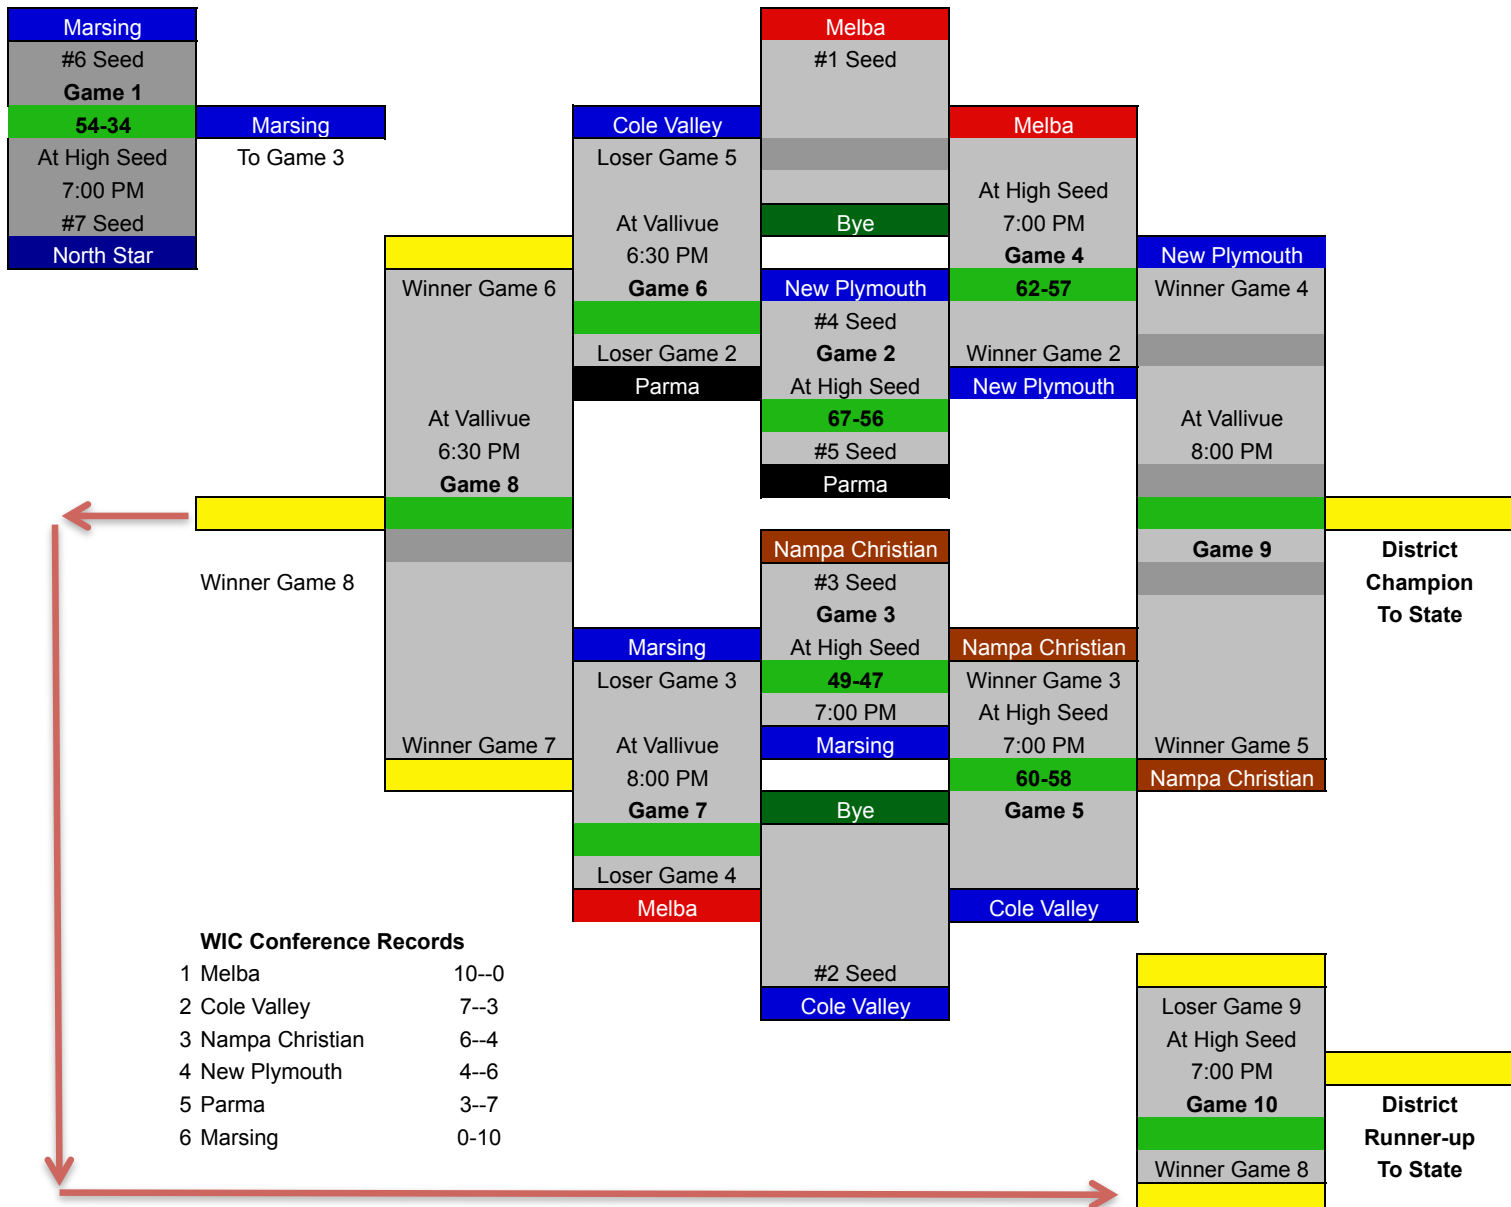 Marsing
#6 Seed
Game 1
54-34
At High Seed
7:00 PM
#7 Seed
North Star
Marsing
To Game 3
Winner Game 6
At Vallivue
6:30 PM
Game 8
Winner Game 8
Winner Game 7
Cole Valley
Loser Game 5
At Vallivue
6:30 PM
Game 6
Loser Game 2
Parma
Marsing
Loser Game 3
At Vallivue
8:00 PM
Game 7
Loser Game 4
Melba
Melba
#1 Seed
Bye
New Plymouth
#4 Seed
Game 2
At High Seed
67-56
#5 Seed
Parma
Nampa Christian
#3 Seed
Game 3
At High Seed
49-47
7:00 PM
Marsing
Bye
#2 Seed
Cole Valley
Melba
At High Seed
7:00 PM
Game 4
62-57
Winner Game 2
New Plymouth
Nampa Christian
Winner Game 3
At High Seed
7:00 PM
60-58
Game 5
Cole Valley
New Plymouth
Winner Game 4
At Vallivue
8:00 PM
Game 9
Winner Game 5
Nampa Christian
District
Champion
To State
WIC Conference Records
1 Melba 10--0
2 Cole Valley 7--3
3 Nampa Christian 6--4
4 New Plymouth 4--6
5 Parma 3--7
6 Marsing 0-10
Loser Game 9
At High Seed
7:00 PM
Game 10
Winner Game 8
District
Runner-up
To State